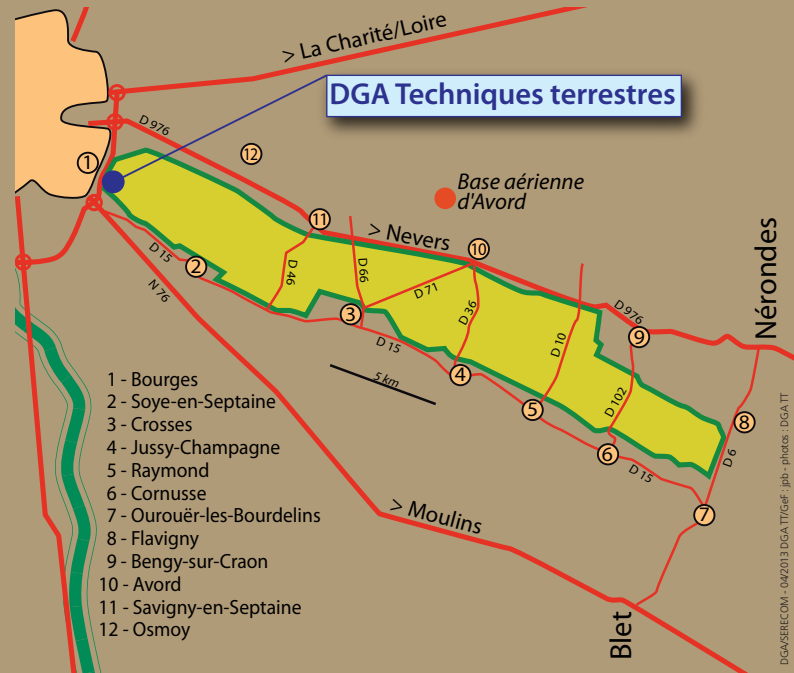 > La Charité/Loire
DGA Techniques terrestres
D 976
12
1
Base aérienne
d'Avord
11
> Nevers
10
D 15
2
D 46
D 66
D 71
N 76
3
D 36
D 15
D 10
D 976
9
Nérondes
4
5 km
D 102
5
8
6
D 15
D 6
7
> Moulins
Blet
1 - Bourges
2 - Soye-en-Septaine
3 - Crosses
4 - Jussy-Champagne
5 - Raymond
6 - Cornusse
7 - Ourouër-les-Bourdelins
8 - Flavigny
9 - Bengy-sur-Craon
10 - Avord
11 - Savigny-en-Septaine
12 - Osmoy
DGA/SERECOM - 04/2013 DGA TT/GeF : jpb - photos : DGA TT